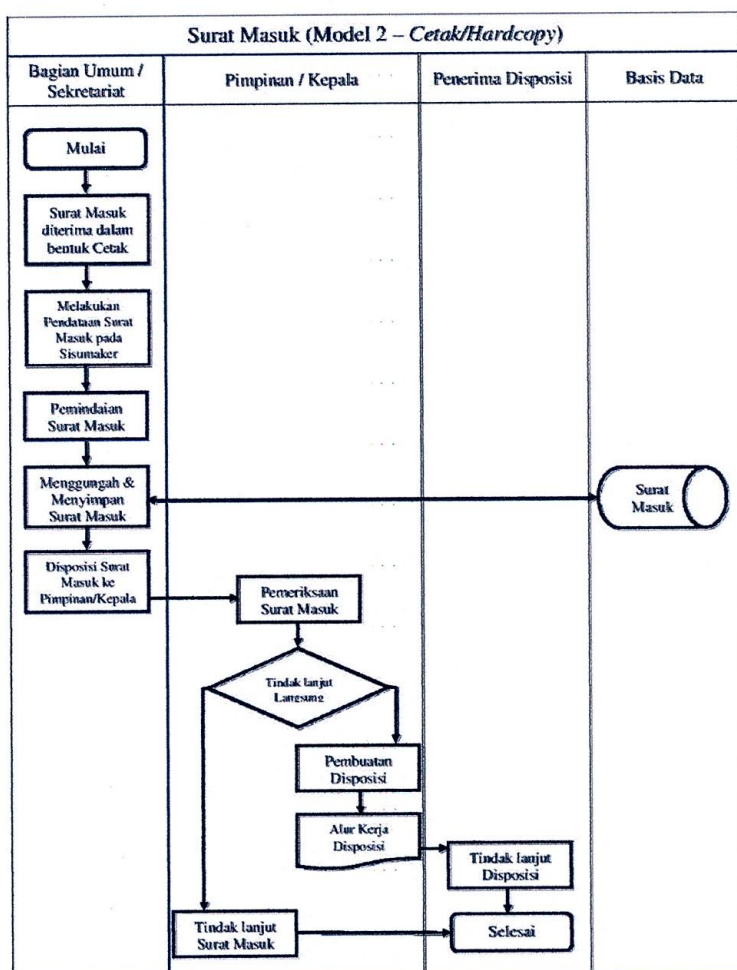 Surat Masuk (Model 2 – Cetak/Hardcopy)
Bagian Umum /
Sekretariat
Pimpinan / Kepala
Penerima Disposisi
Basis Data
Mulai
Surat Masuk
diterima dalam
bentuk Cetak
Melakukan
Pendataan Surat
Masuk pada
Sisumaker
Pemindaian
Surat Masuk
Menggungah &
Menyimpan
Surat Masuk
Surat
Masuk
Disposisi Surat
Masuk ke
Pimpinan/Kepala
Pemeriksaan
Surat Masuk
Tindak lanjut
Langsung
Pembuatan
Disposisi
Alur Kerja
Disposisi
Tindak lanjut
Disposisi
Tindak lanjut
Surat Masuk
Selesai